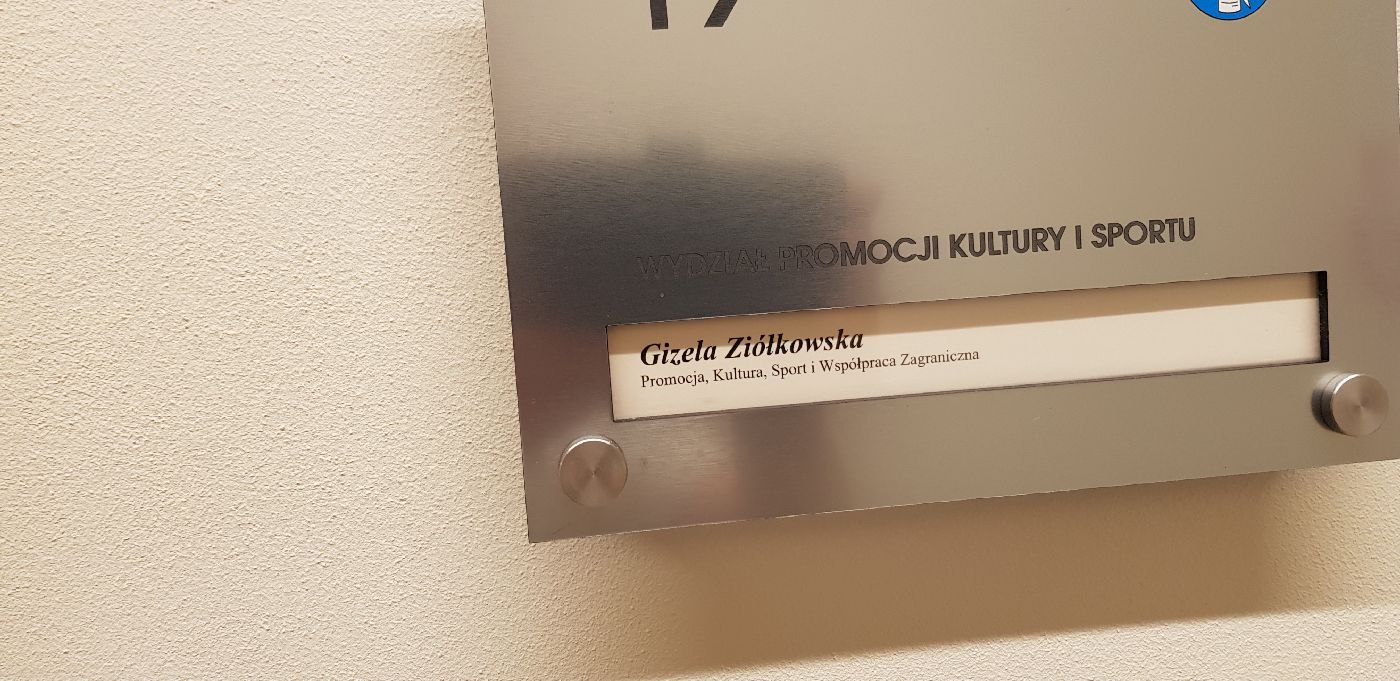 WYDZIAŁ PROMOCJI KULTURY I SPORTU
Gizela Ziółkowska
Promocja, Kultura, Sport i Współpraca Zagraniczna